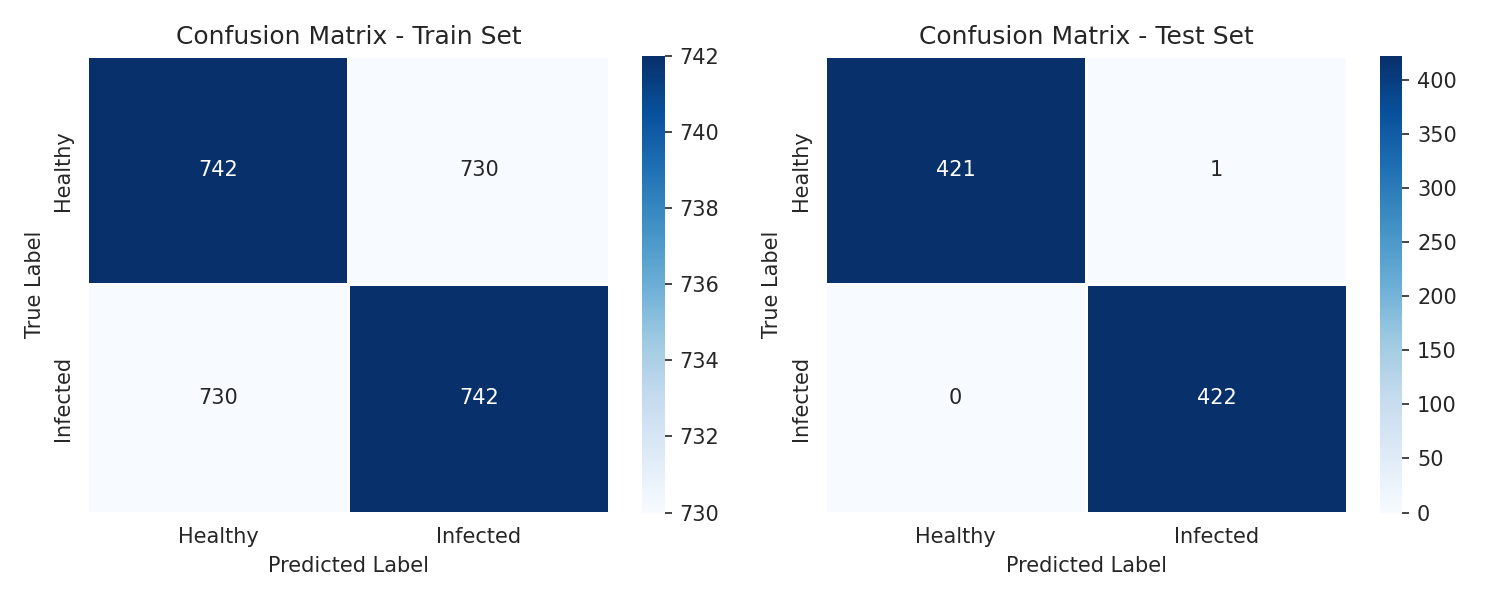 Confusion Matrix - Train Set
True Label
Healthy
Infected
742
730
730
742
Healthy
Infected
Predicted Label
742
740
738
736
734
732
730
Confusion Matrix - Test Set
True Label
Healthy
Infected
421
1
0
422
Healthy
Infected
Predicted Label
400
350
300
250
200
150
100
50
0